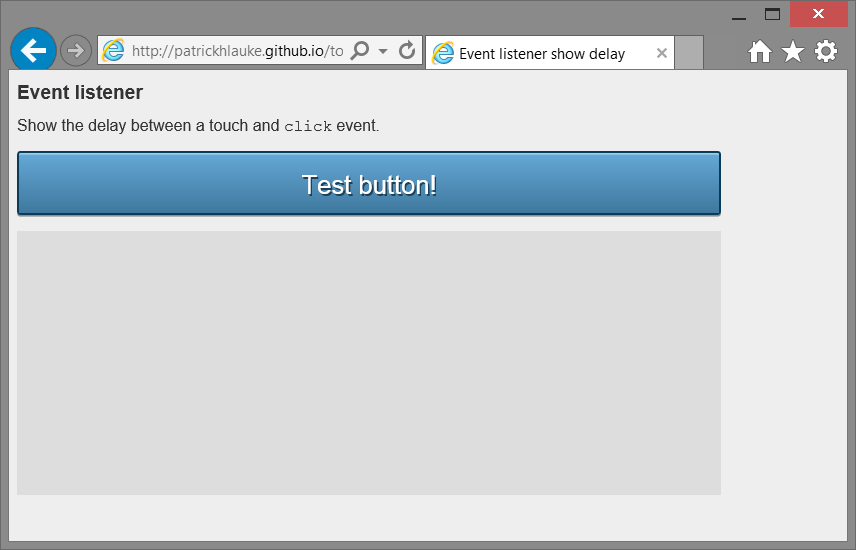 http://patrickhlauke.github.io/to
Event listener show delay
Event listener
Show the delay between a touch and click event.
Test button!